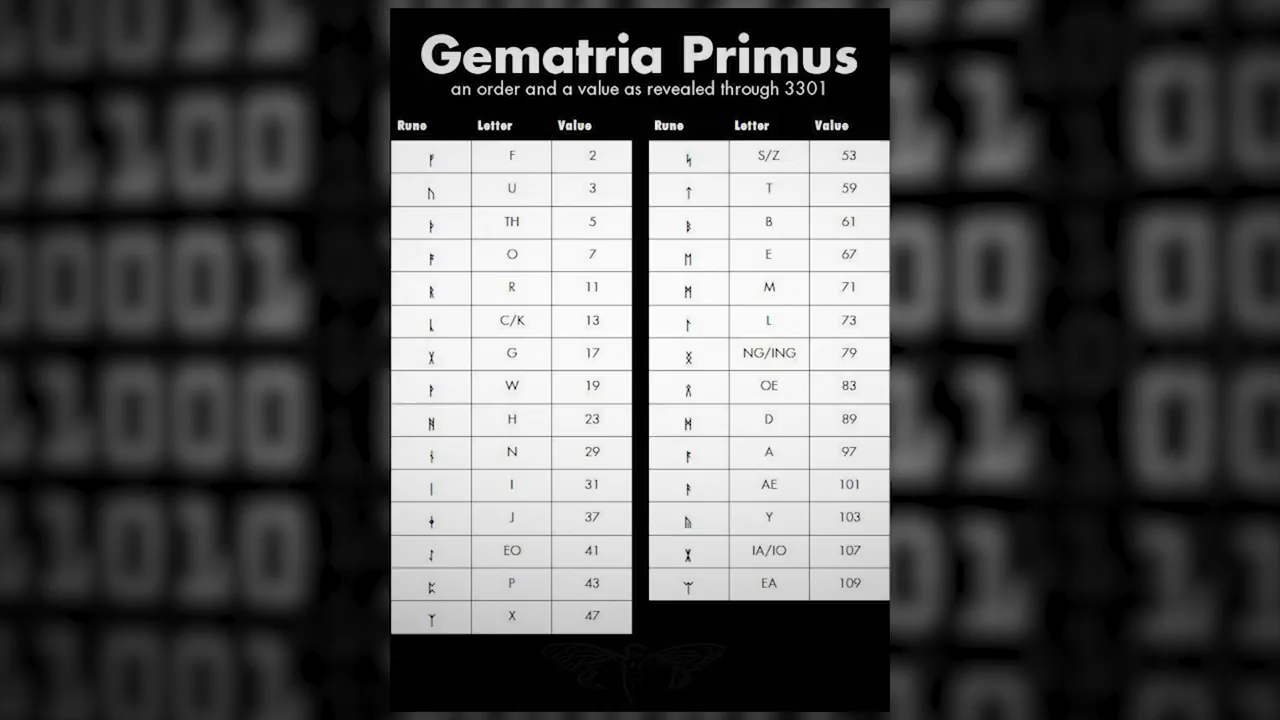 Gematria Primus
an order and a value as revealed through 3301
Rune Letter Value Rune Letter Value
ᚠ F 2 ᛋ S/Z 53
ᚢ U 3 ᛏ T 59
ᚦ TH 5 ᛒ B 61
ᚩ O 7 ᛖ E 67
ᚱ R 11 ᛗ M 71
ᚳ C/K 13 ᛚ L 73
ᚷ G 17 ᛝ NG/ING 79
ᚹ W 19 ᛟ OE 83
ᚻ H 23 ᛞ D 89
ᚾ N 29 ᚪ A 97
ᛁ I 31 ᚫ AE 101
ᛄ J 37 ᚣ Y 103
ᛇ EO 41 ᛡ IA/IO 107
ᛈ P 43 ᛠ EA 109
ᛉ X 47